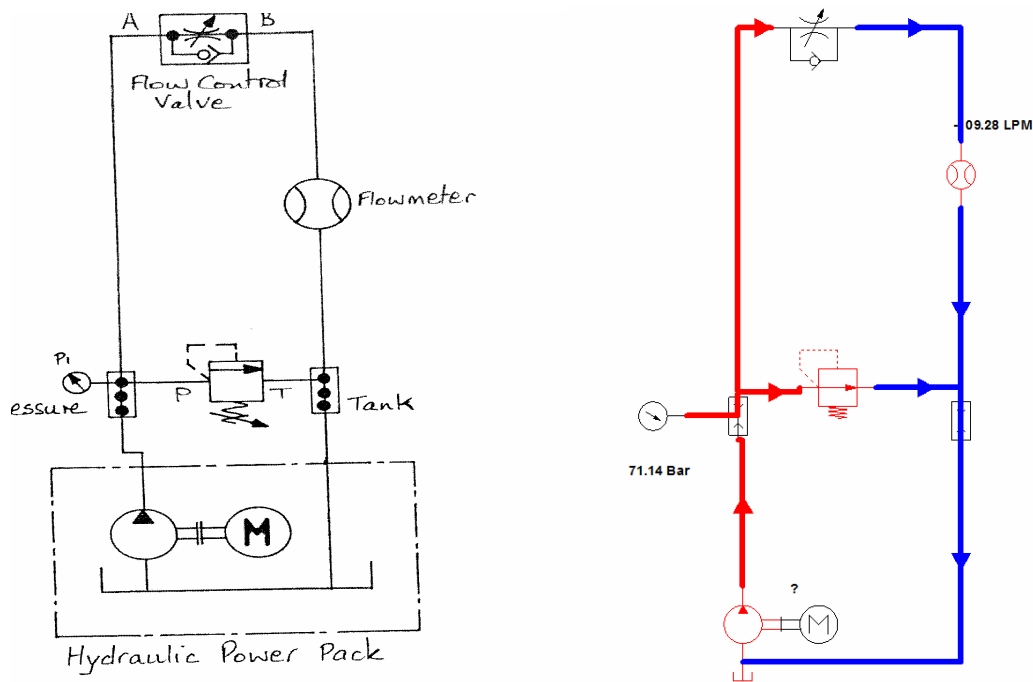 A
B
Flow Control
Valve
09.28 LPM
Flowmeter
P1
P
T
essure
Tank
71.14 Bar
?
M
M
Hydraulic Power Pack